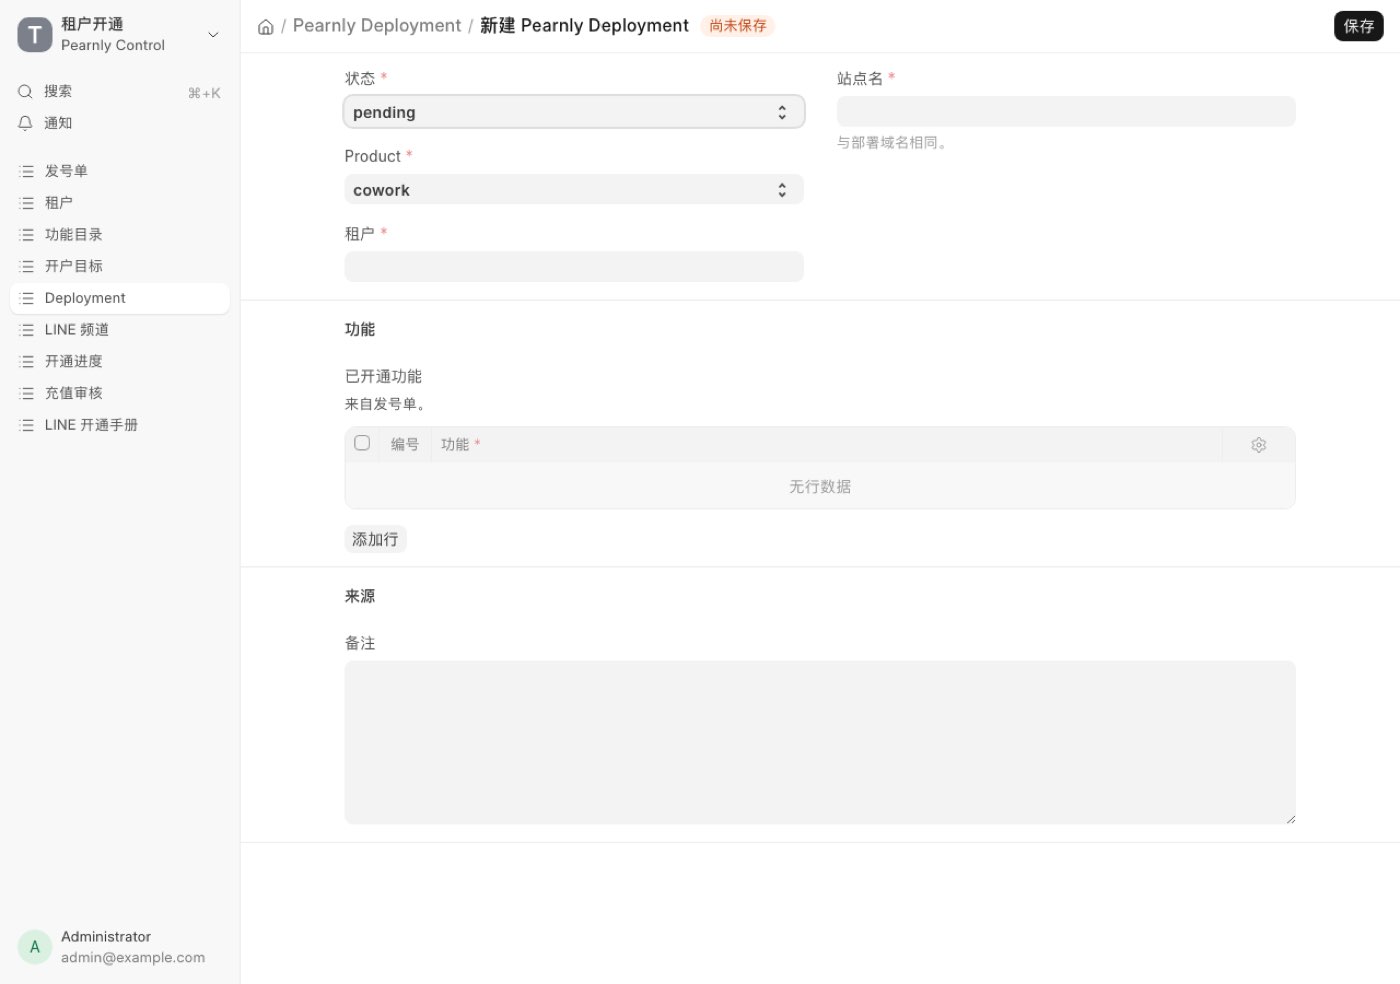 T
租户开通
Pearnly Control
搜索
⌘+K
通知
发号单
租户
功能目录
开户目标
Deployment
LINE 频道
开通进度
充值审核
LINE 开通手册
A
Administrator
admin@example.com
/ Pearnly Deployment / 新建 Pearnly Deployment 尚未保存
保存
状态 *
pending
Product *
cowork
租户 *
站点名 *
与部署域名相同。
功能
已开通功能
来自发号单。
编号 功能 *
无行数据
添加行
来源
备注